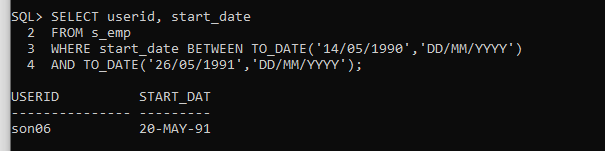 SQL> SELECT userid, start_date
  2  FROM s_emp
  3  WHERE start_date BETWEEN TO_DATE('14/05/1990','DD/MM/YYYY')
  4  AND TO_DATE('26/05/1991','DD/MM/YYYY');
USERID          START_DAT
--------------- ---------
son06           20-MAY-91